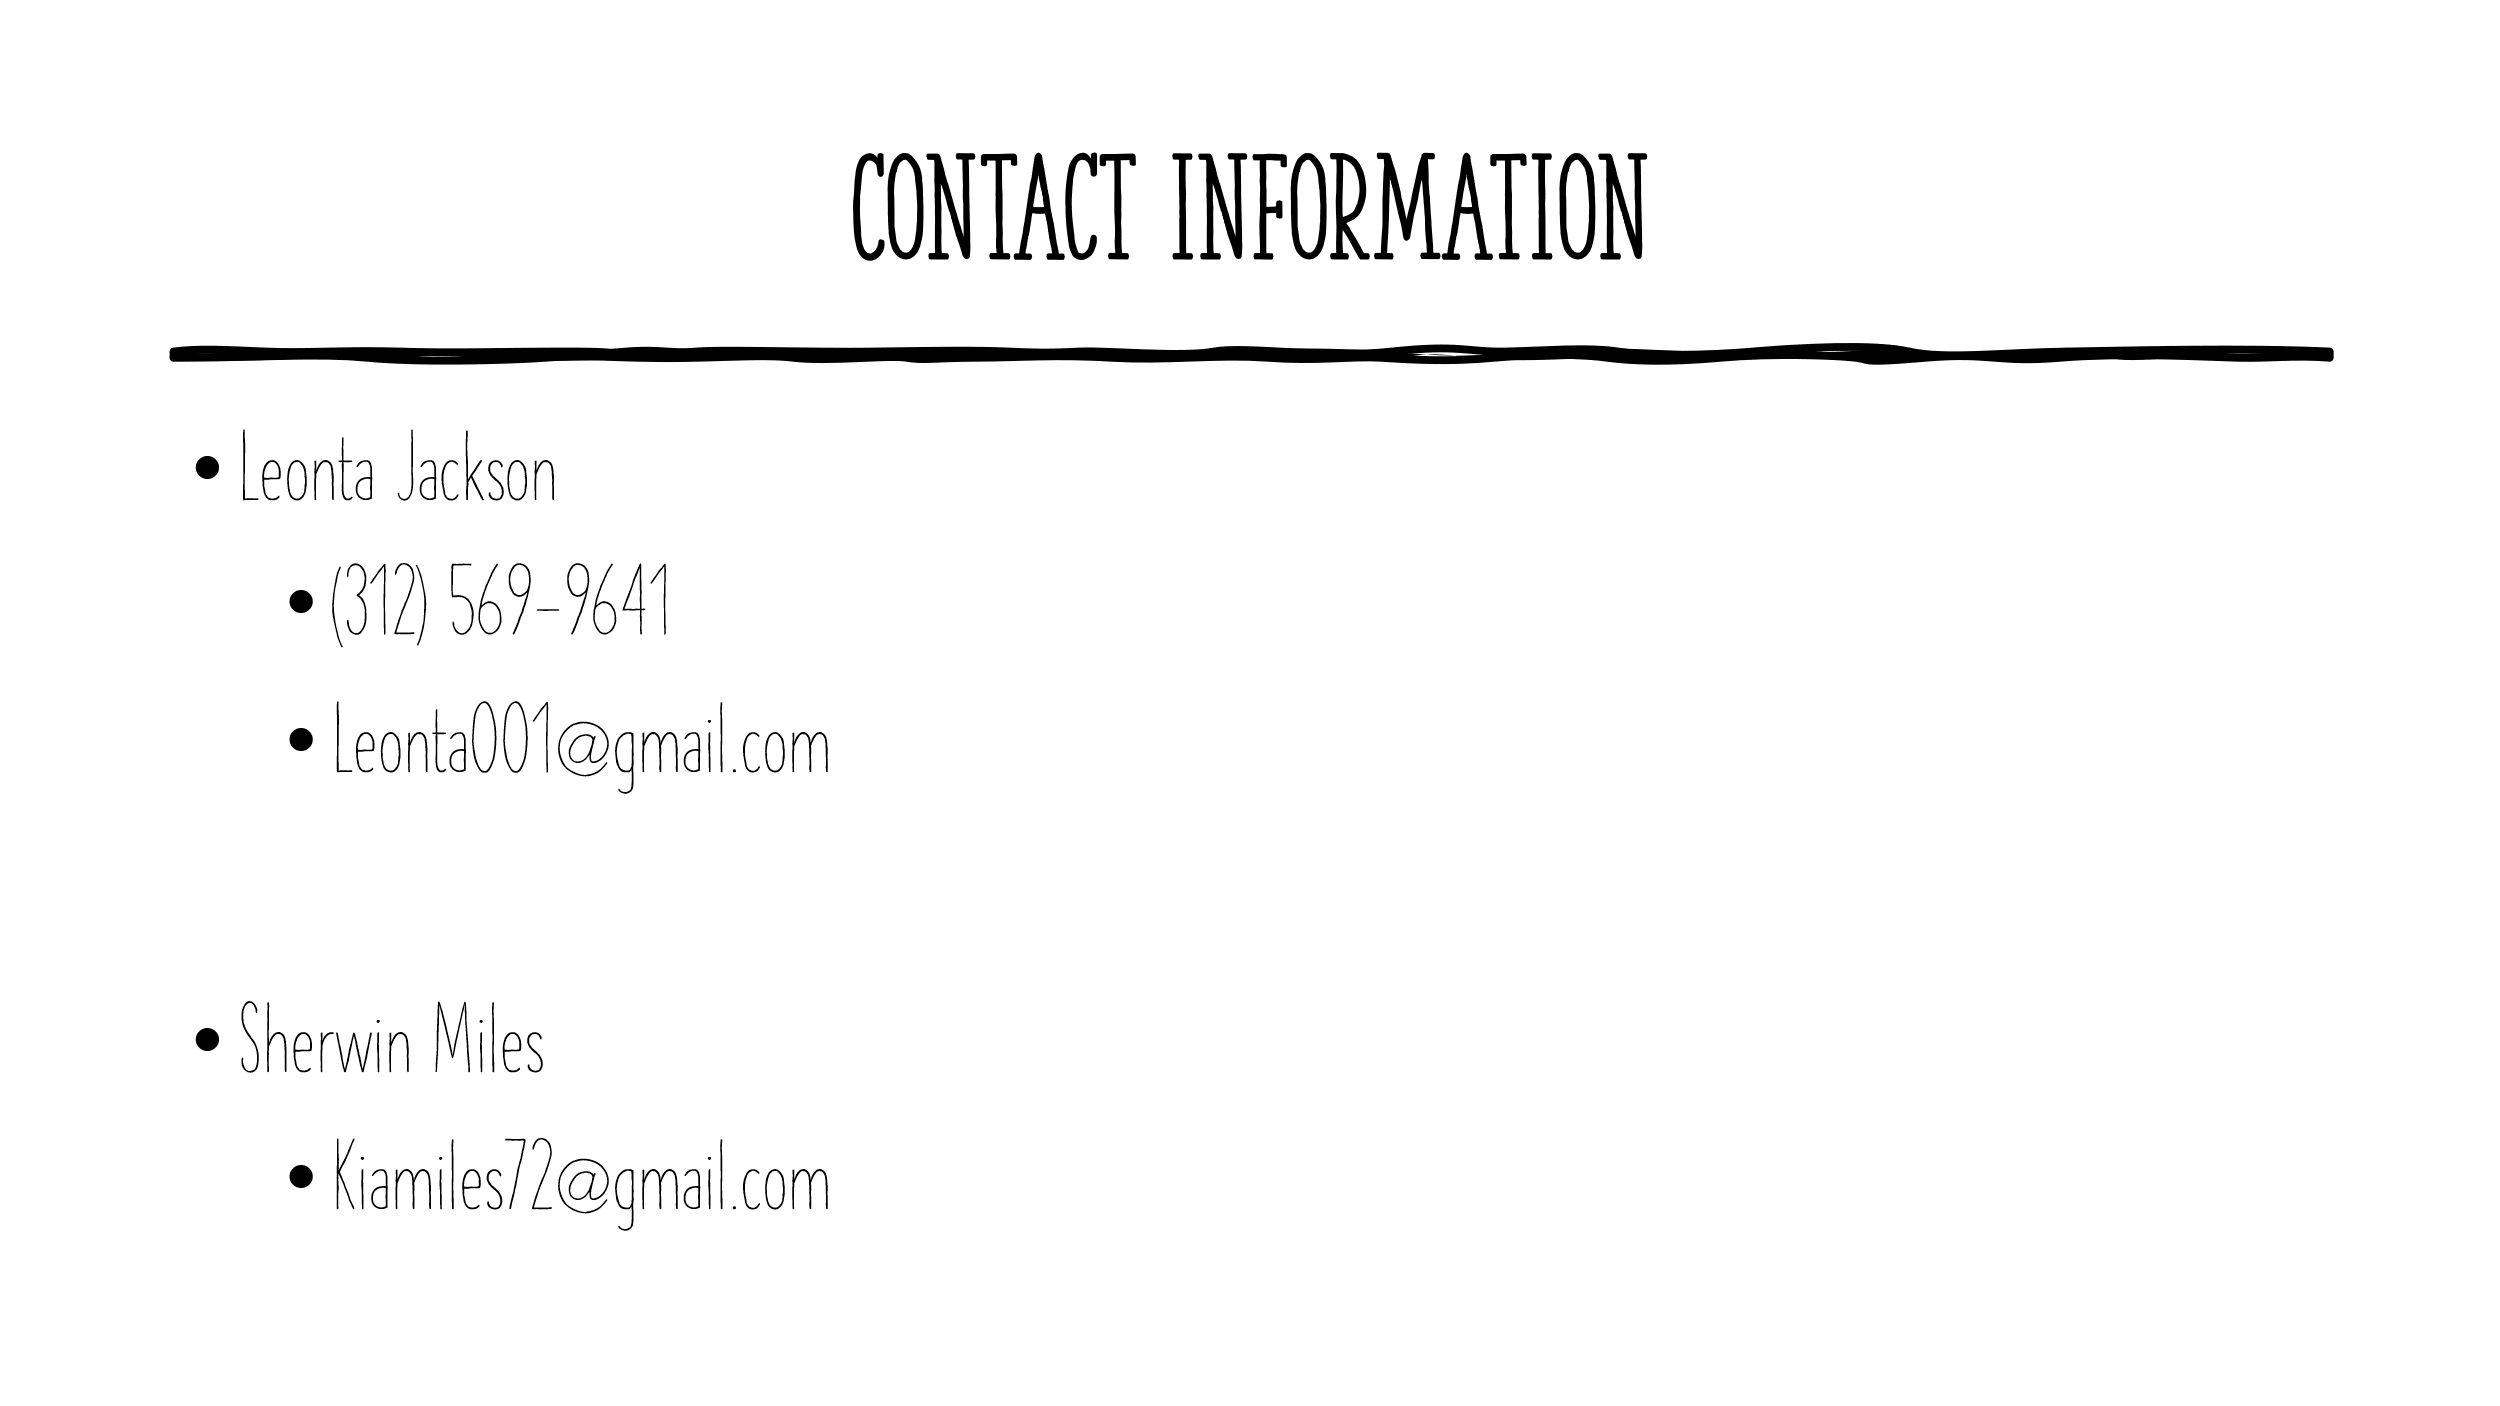 CONTACT INFORMATION
• Leonta Jackson
• (312) 569-9641
• Leonta001@gmail.com
• Sherwin Miles
• Kiamiles72@gmail.com